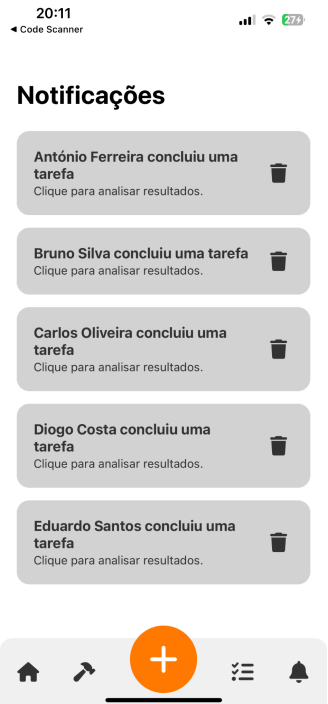 20:11
27
◀ Code Scanner
Notificações
António Ferreira concluiu uma
tarefa
Clique para analisar resultados.
Bruno Silva concluiu uma tarefa
Clique para analisar resultados.
Carlos Oliveira concluiu uma
tarefa
Clique para analisar resultados.
Diogo Costa concluiu uma
tarefa
Clique para analisar resultados.
Eduardo Santos concluiu uma
tarefa
Clique para analisar resultados.